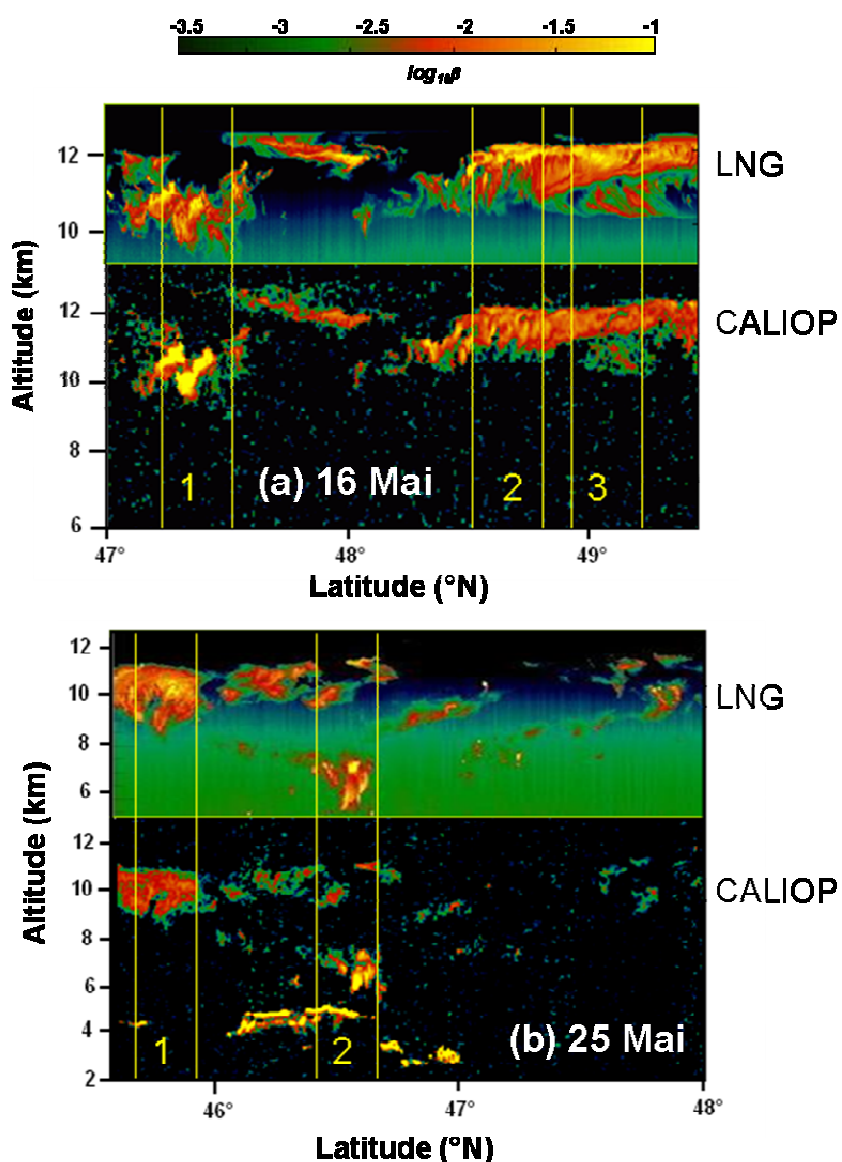 -3.5 -3 -2.5 -2 -1.5 -1
log₁₀β
LNG
12
10
Altitude (km)
CALIOP
12
10
8
6
1
(a) 16 Mai
2
3
47° 48° 49°
Latitude (°N)
12
10
8
6
LNG
Altitude (km)
12
10
8
6
4
2
CALIOP
1
2
(b) 25 Mai
46° 47° 48°
Latitude (°N)